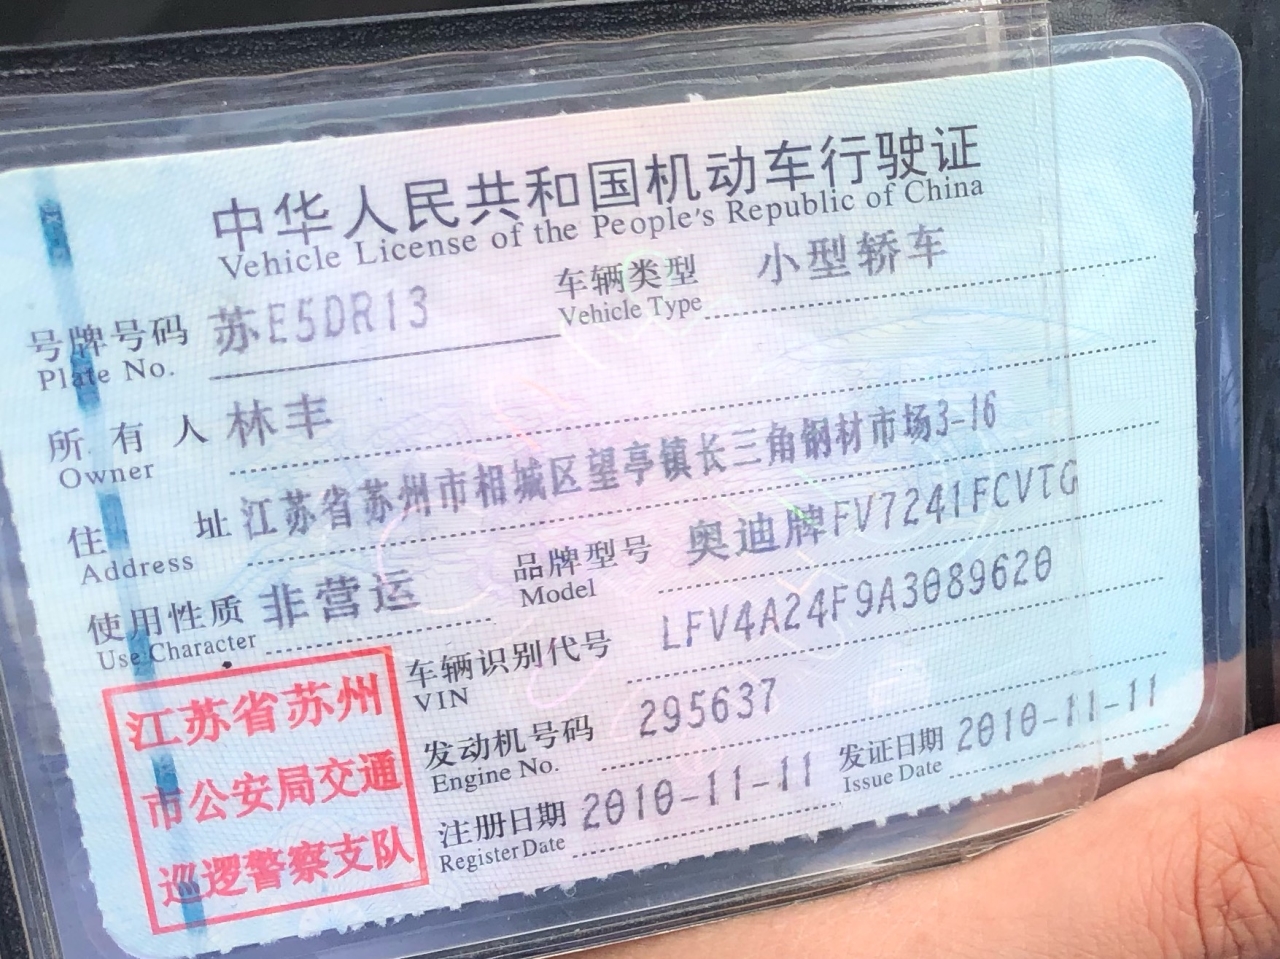 中华人民共和国机动车行驶证
Vehicle License of the People's Republic of China
号牌号码 苏E5DR13 车辆类型 小型轿车
Plate No. Vehicle Type
所有人 林丰
Owner
住址 江苏省苏州市相城区望亭镇长三角钢材市场3-16
Address
使用性质 非营运 品牌型号 奥迪牌FV7241FCVTG
Use Character Model
车辆识别代号 LFV4A24F9A3089620
VIN
发动机号码 295637
Engine No.
注册日期 2010-11-11 发证日期 2010-11-11
Register Date Issue Date
江苏省苏州
市公安局交通
巡逻警察支队